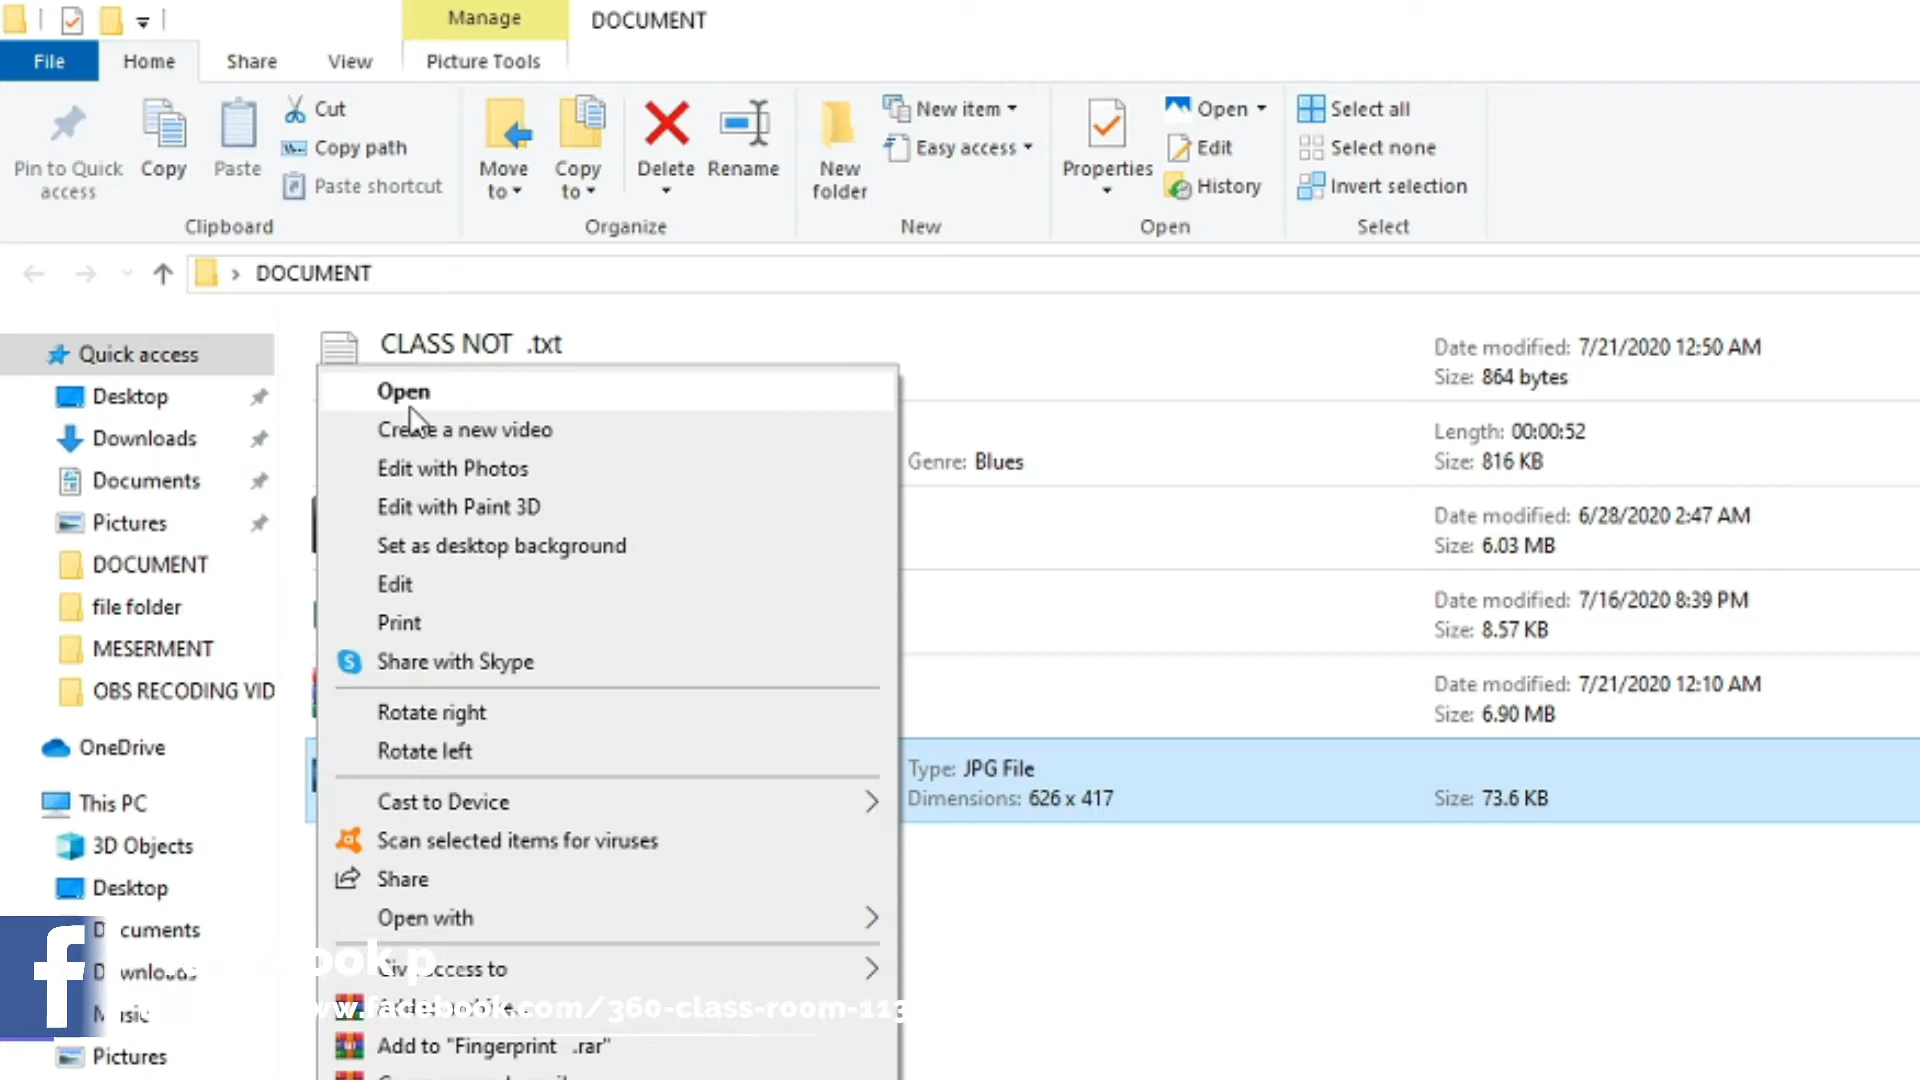 Manage
DOCUMENT
File
Home
Share
View
Picture Tools
Pin to Quick access
Copy
Paste
Cut
Copy path
Paste shortcut
Clipboard
Move to
Copy to
Delete
Rename
Organize
New folder
New item
Easy access
New
Properties
Open
Edit
History
Open
Select all
Select none
Invert selection
Select
DOCUMENT
Quick access
Desktop
Downloads
Documents
Pictures
DOCUMENT
file folder
MESERMENT
OBS RECODING VID
OneDrive
This PC
3D Objects
Desktop
Pictures
CLASS NOT .txt
Open
Create a new video
Edit with Photos
Edit with Paint 3D
Set as desktop background
Edit
Print
Share with Skype
Rotate right
Rotate left
Cast to Device
Scan selected items for viruses
Share
Open with
Add to "Fingerprint .rar"
Date modified: 7/21/2020 12:50 AM
Size: 864 bytes
Genre: Blues
Length: 00:00:52
Size: 816 KB
Date modified: 6/28/2020 2:47 AM
Size: 6.03 MB
Date modified: 7/16/2020 8:39 PM
Size: 8.57 KB
Date modified: 7/21/2020 12:10 AM
Size: 6.90 MB
Type: JPG File
Dimensions: 626 x 417
Size: 73.6 KB
.facebook.com/360-class-room-113